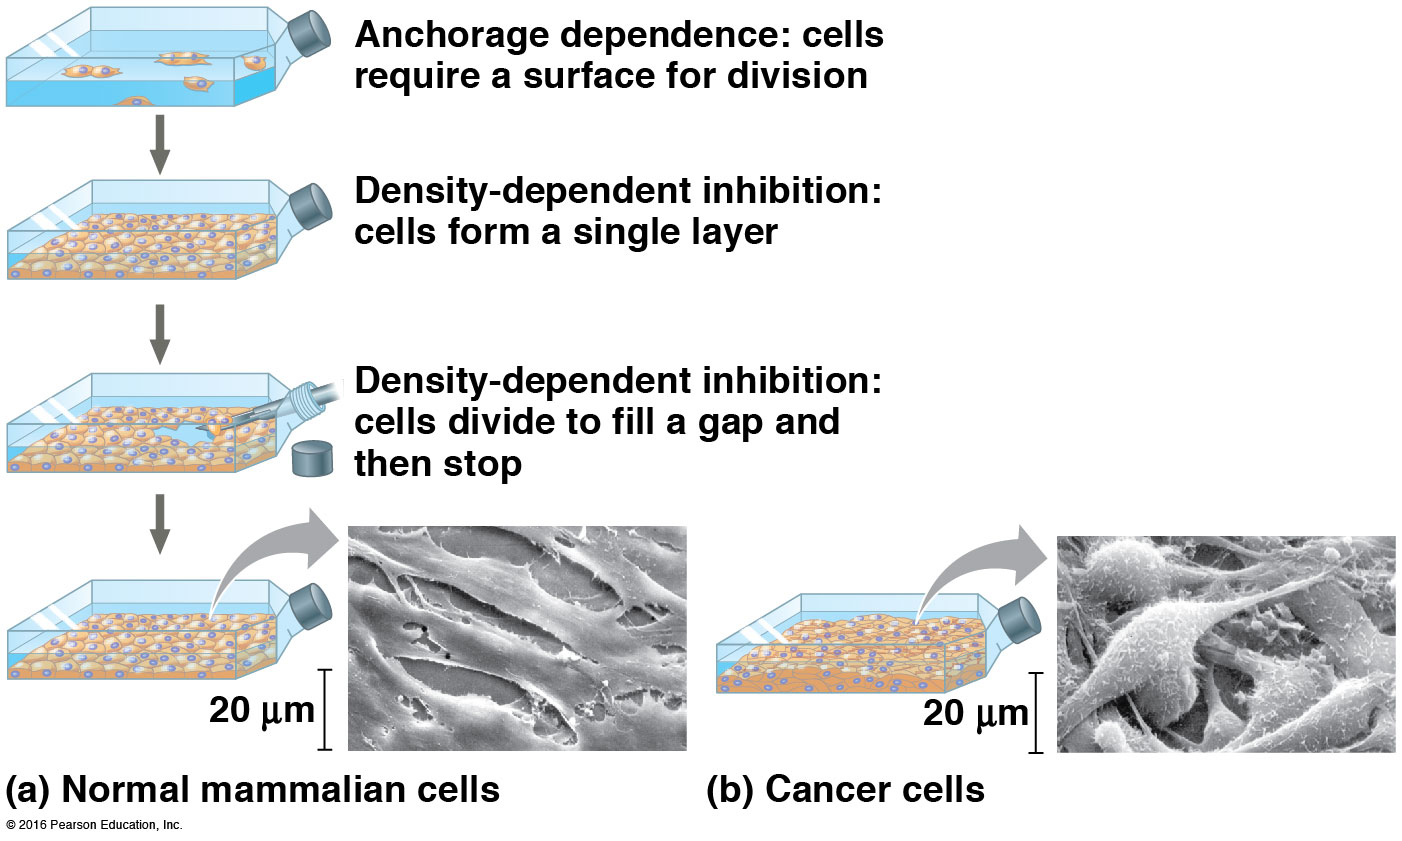 Anchorage dependence: cells
require a surface for division
Density-dependent inhibition:
cells form a single layer
Density-dependent inhibition:
cells divide to fill a gap and
then stop
20 μm
20 μm
(a) Normal mammalian cells
(b) Cancer cells
© 2016 Pearson Education, Inc.